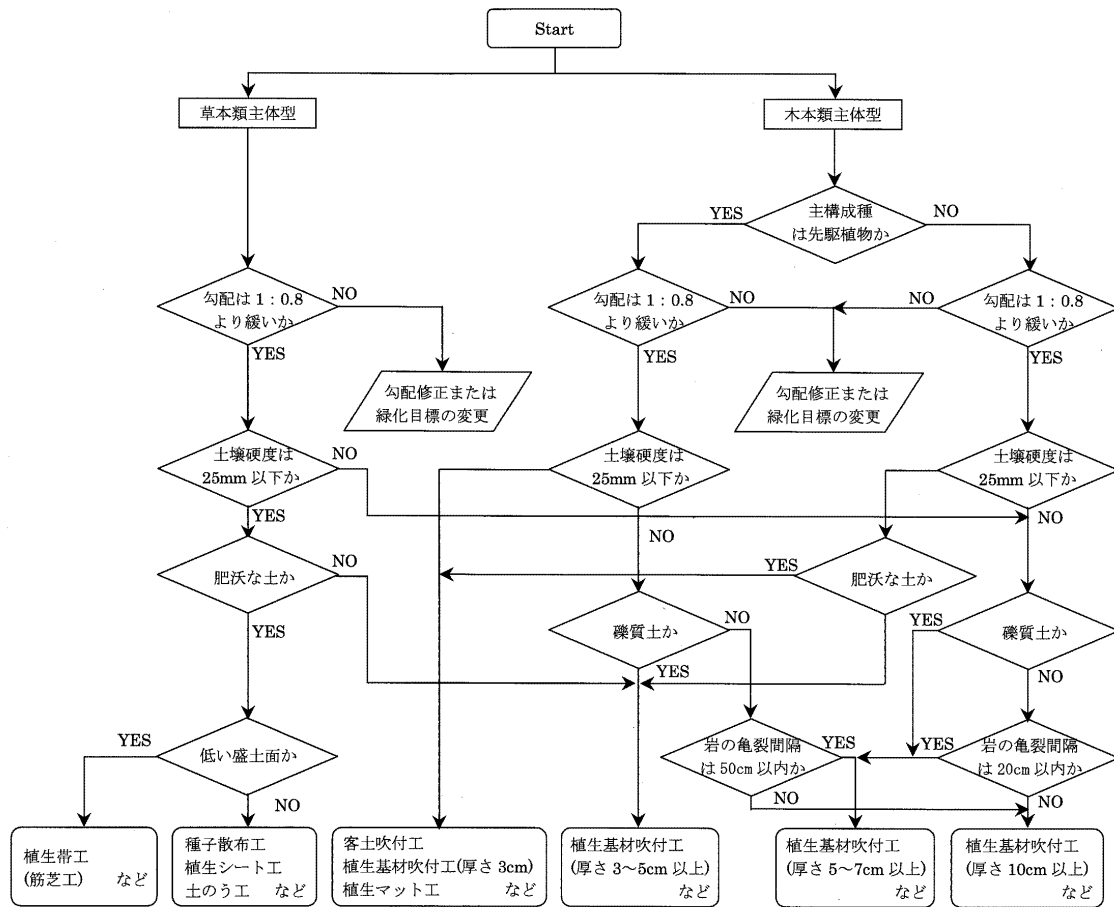 Start
草本類主体型
木本類主体型
主構成種
は先駆植物か
YES
NO
勾配は 1：0.8
より緩いか
NO
YES
勾配は 1：0.8
より緩いか
NO
YES
勾配は 1：0.8
より緩いか
NO
YES
勾配修正または
緑化目標の変更
勾配修正または
緑化目標の変更
土壌硬度は
25mm 以下か
NO
YES
土壌硬度は
25mm 以下か
NO
土壌硬度は
25mm 以下か
NO
肥沃な土か
NO
YES
肥沃な土か
YES
礫質土か
NO
YES
礫質土か
YES
NO
低い盛土面か
YES
NO
岩の亀裂間隔
は 50cm 以内か
YES
NO
岩の亀裂間隔
は 20cm 以内か
YES
NO
植生帯工
(筋芝工) など
種子散布工
植生シート工
土のう工 など
客土吹付工
植生基材吹付工(厚さ 3cm)
植生マット工 など
植生基材吹付工
(厚さ 3～5cm 以上)
など
植生基材吹付工
(厚さ 5～7cm 以上)
など
植生基材吹付工
(厚さ 10cm 以上)
など